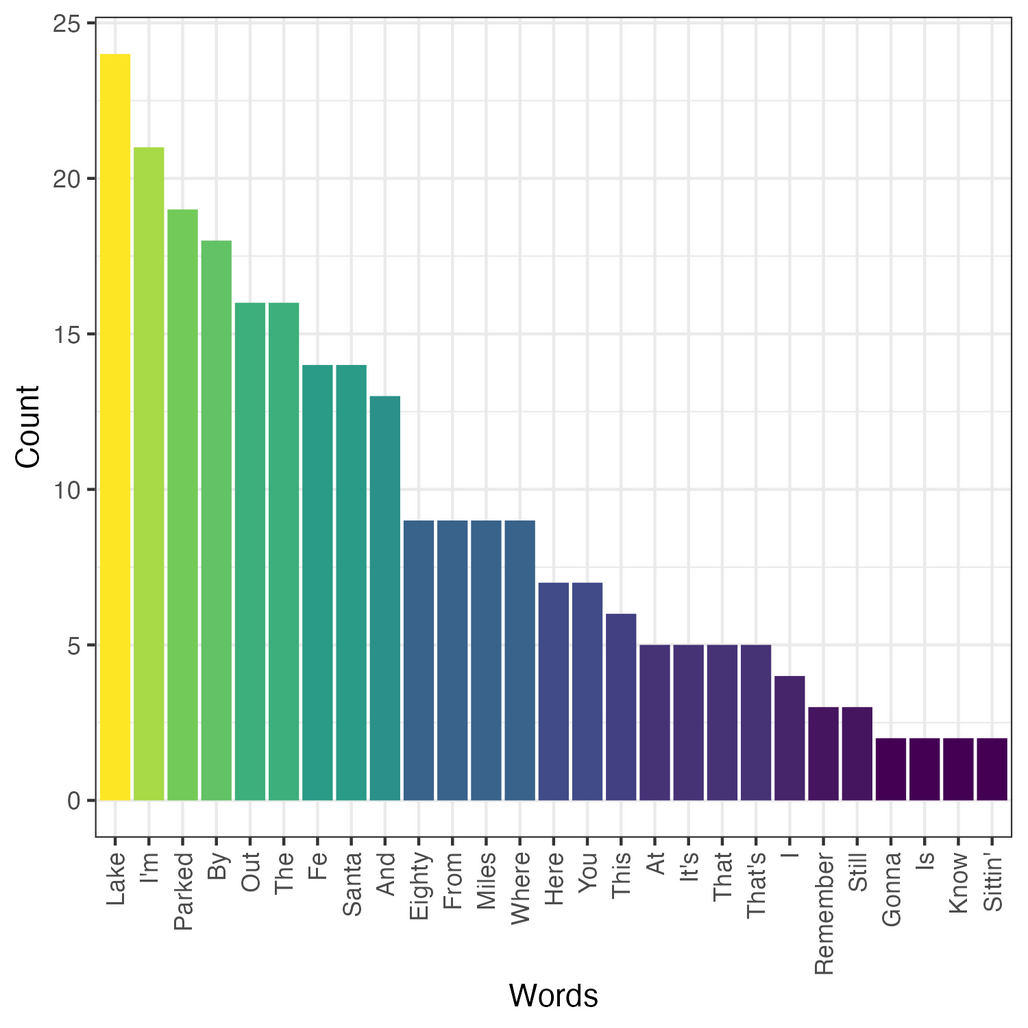 25
20
15
10
5
0
Count
Lake
I'm
Parked
By
Out
The
Fe
Santa
And
Eighty
From
Miles
Where
Here
You
This
At
It's
That
That's
I
Remember
Still
Gonna
Is
Know
Sittin'
Words